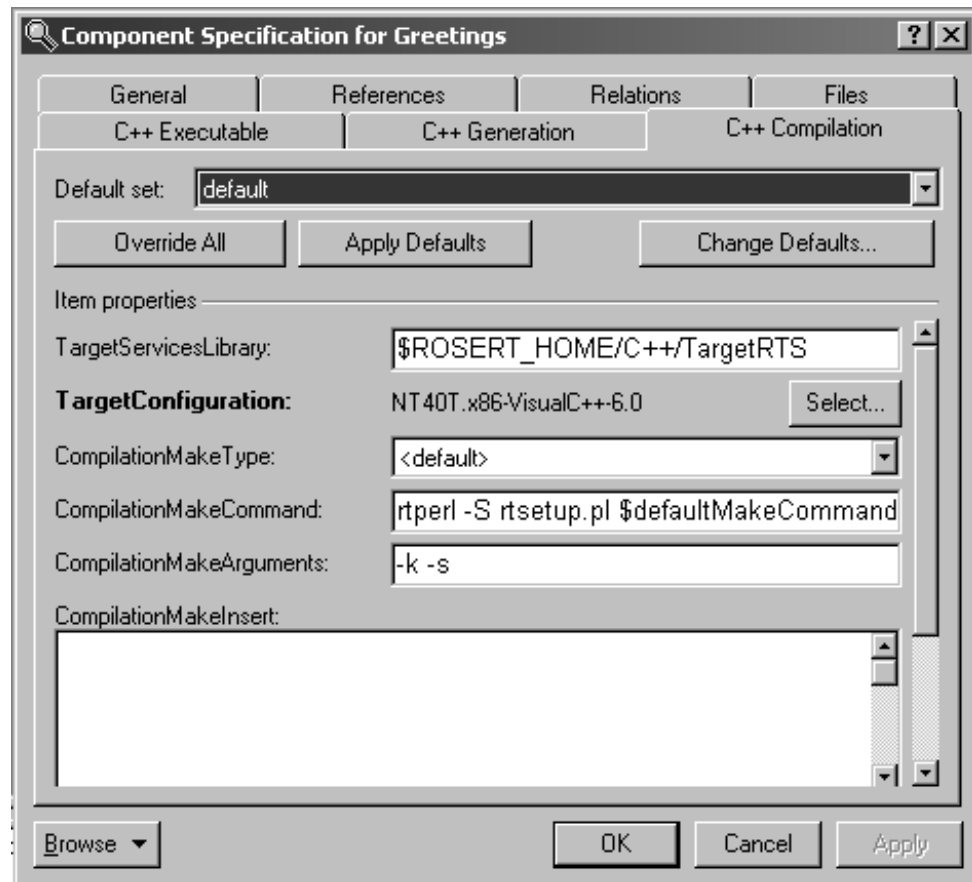 Component Specification for Greetings
General References Relations Files
C++ Executable C++ Generation C++ Compilation
Default set: default
Override All Apply Defaults Change Defaults...
Item properties
TargetServicesLibrary: $ROSERT_HOME/C++/TargetRTS
TargetConfiguration: NT40T.x86-VisualC++-6.0 Select...
CompilationMakeType: <default>
CompilationMakeCommand: rtperl -S rtsetup.pl $defaultMakeCommand
CompilationMakeArguments: -k -s
CompilationMakeInsert:
Browse OK Cancel Apply